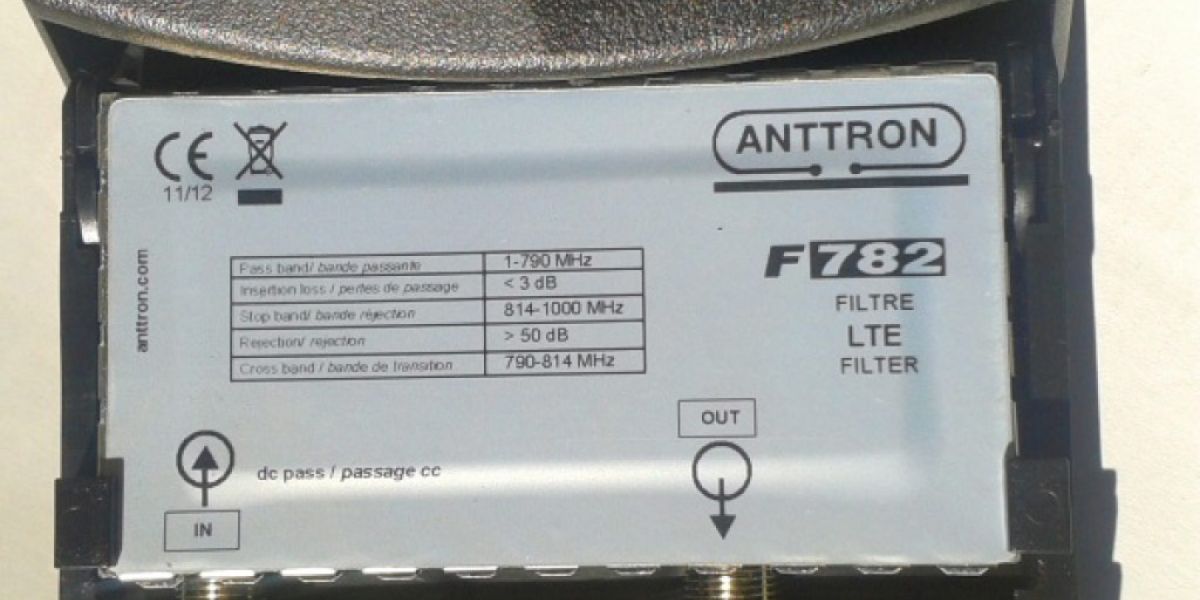 CE
11/12
ANTTRON
anttron.com
F782
FILTRE
LTE
FILTER
Pass band/ bande passante 1-790 MHz
Insertion loss / pertes de passage < 3 dB
Stop band/ bande réjection 814-1000 MHz
Rejection/ rejection > 50 dB
Cross band / bande de transition 790-814 MHz
OUT
dc pass / passage cc
IN